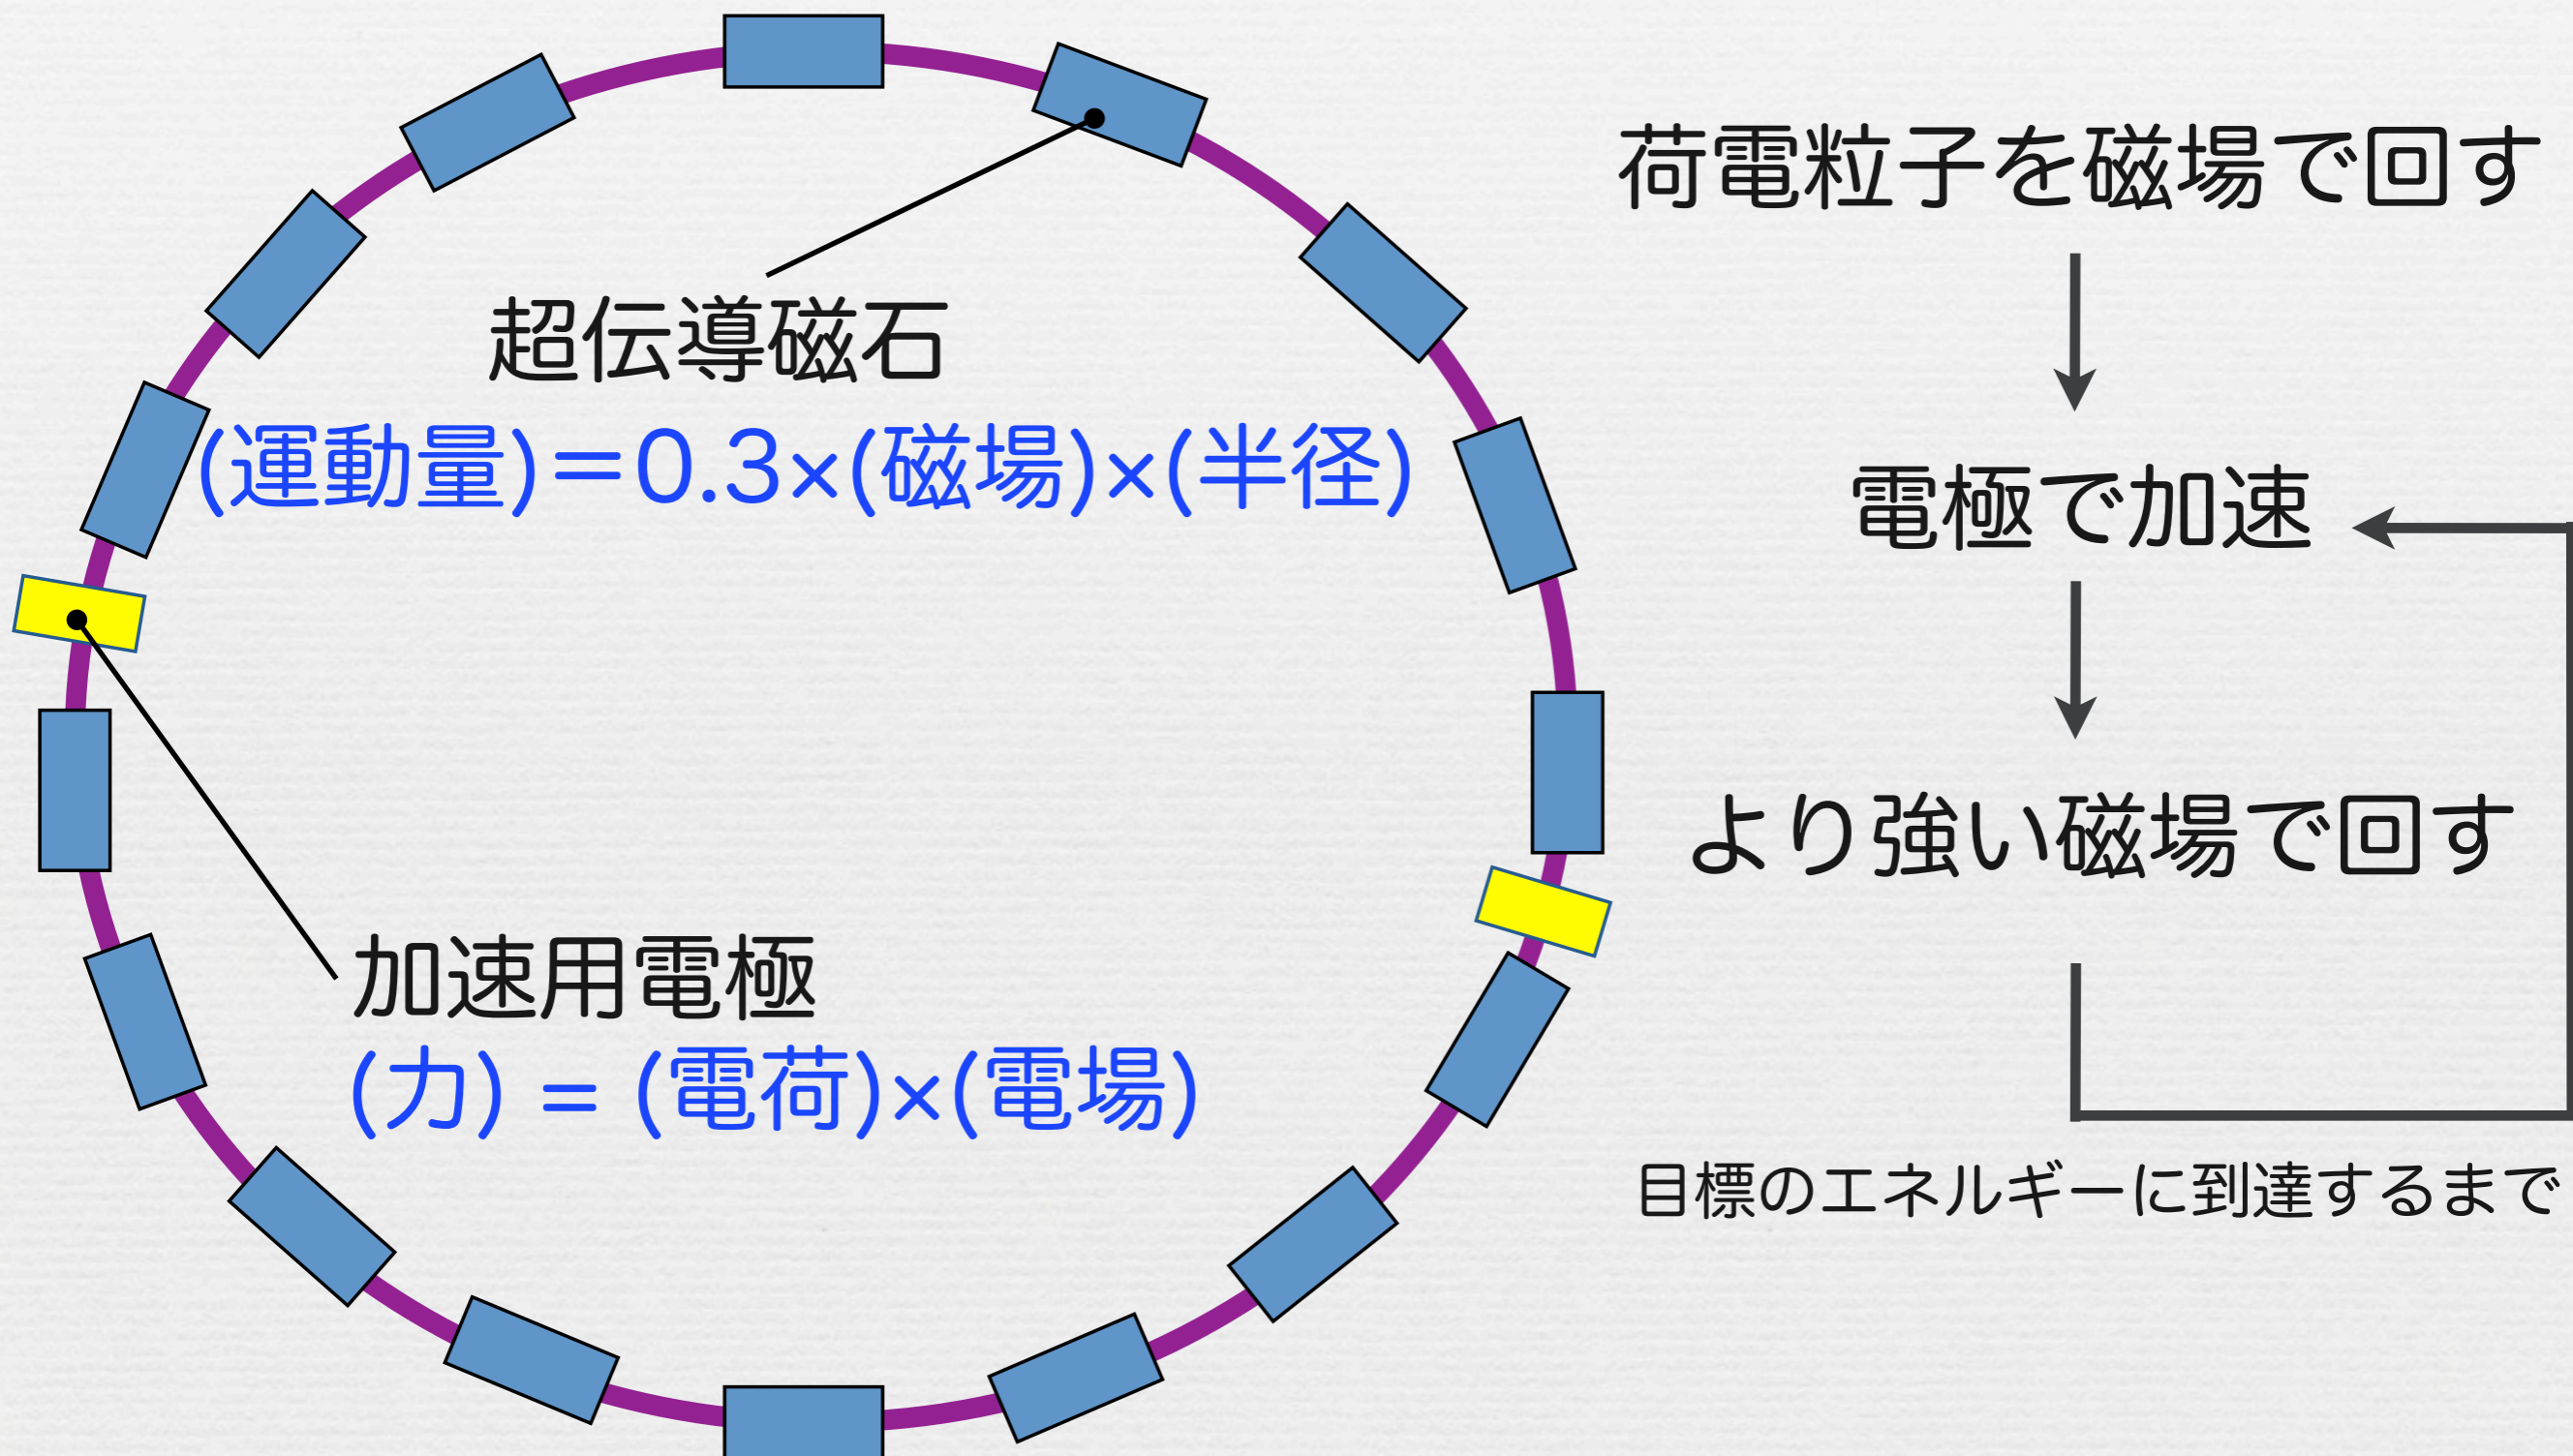 超伝導磁石
(運動量)=0.3×(磁場)×(半径)
加速用電極
(力) = (電荷)×(電場)
荷電粒子を磁場で回す
電極で加速
より強い磁場で回す
目標のエネルギーに到達するまで